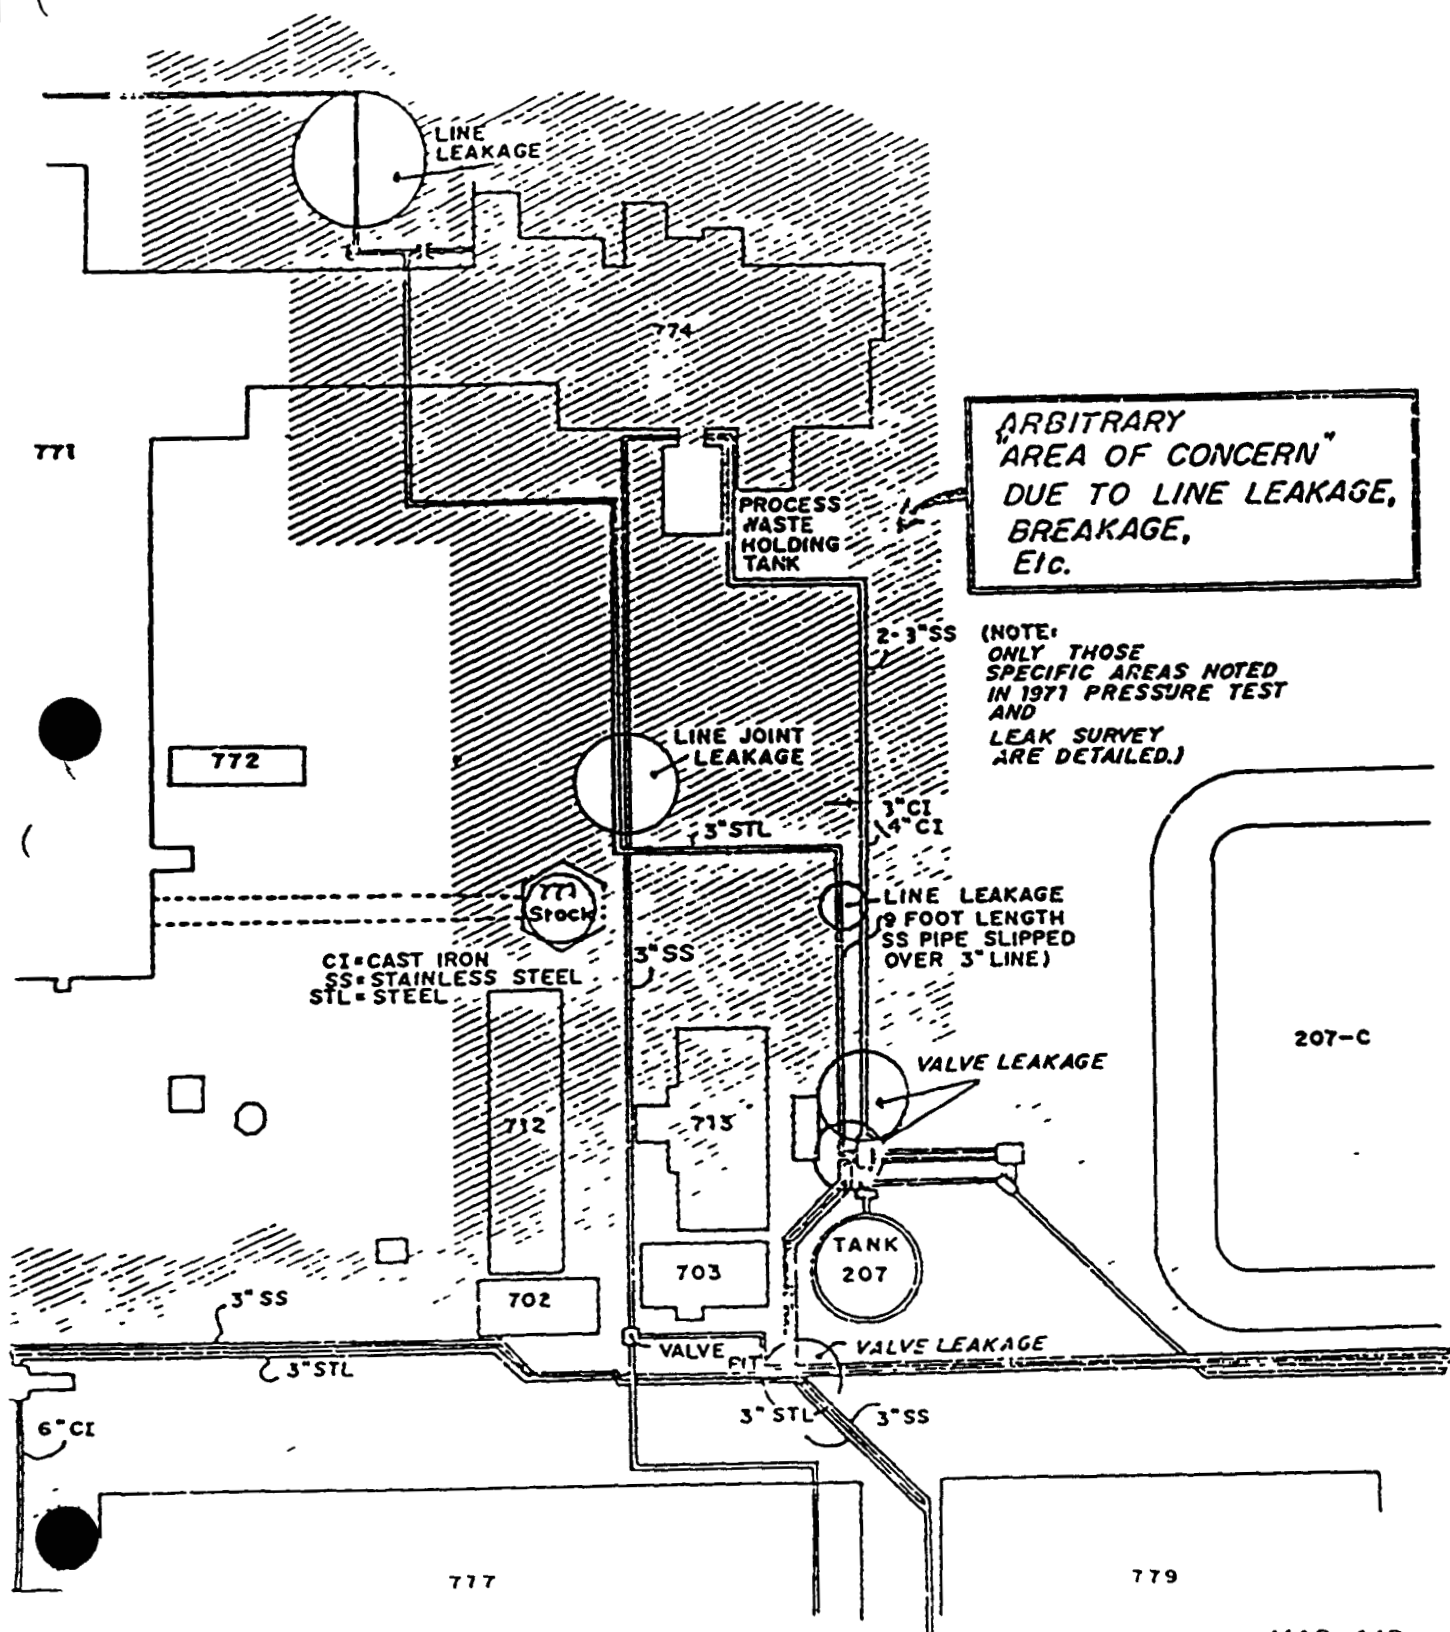 LINE
LEAKAGE
774
ARBITRARY
"AREA OF CONCERN"
DUE TO LINE LEAKAGE,
BREAKAGE,
Etc.
771
PROCESS
WASTE
HOLDING
TANK
2-3"SS
(NOTE:
ONLY THOSE
SPECIFIC AREAS NOTED
IN 1971 PRESSURE TEST
AND
LEAK SURVEY
ARE DETAILED.)
LINE JOINT
LEAKAGE
772
3"CI
4"CI
3"STL
771
Stack
LINE LEAKAGE
9 FOOT LENGTH
SS PIPE SLIPPED
OVER 3" LINE)
3"SS
CI=CAST IRON
SS=STAINLESS STEEL
STL=STEEL
207-C
VALVE LEAKAGE
712
713
TANK
207
703
702
3"SS
VALVE
VALVE LEAKAGE
3"STL
3" STL
3"SS
6"CI
777
779